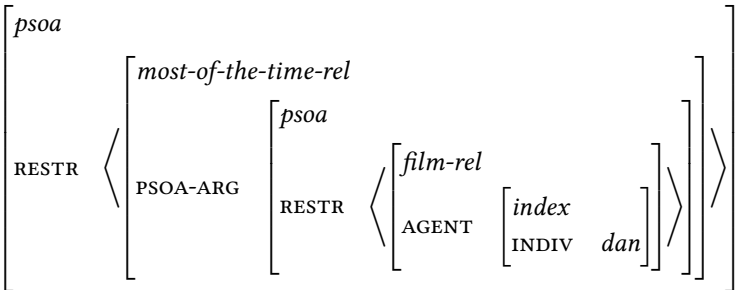 psoa
most-of-the-time-rel
psoa
film-rel
RESTR ⟨ PSOA-ARG RESTR ⟨ AGENT index ⟩ ⟩
INDIV dan